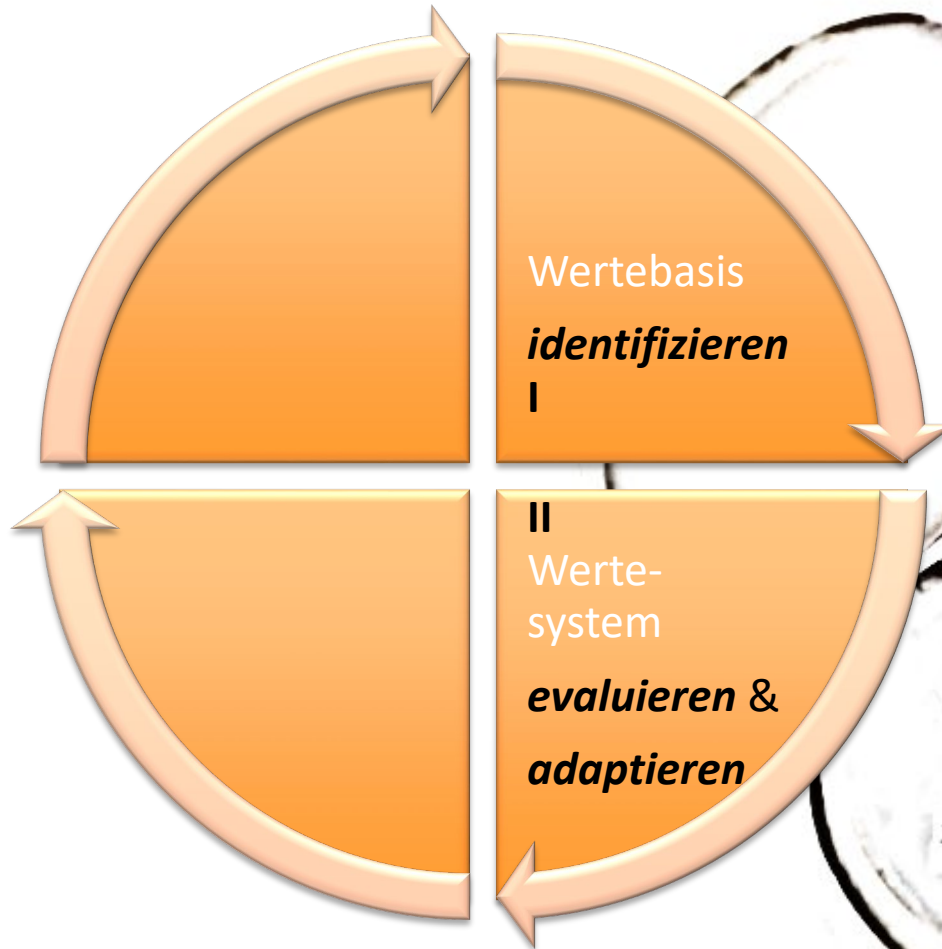 Wertebasis
identifizieren
I
II
Werte-
system
evaluieren &
adaptieren